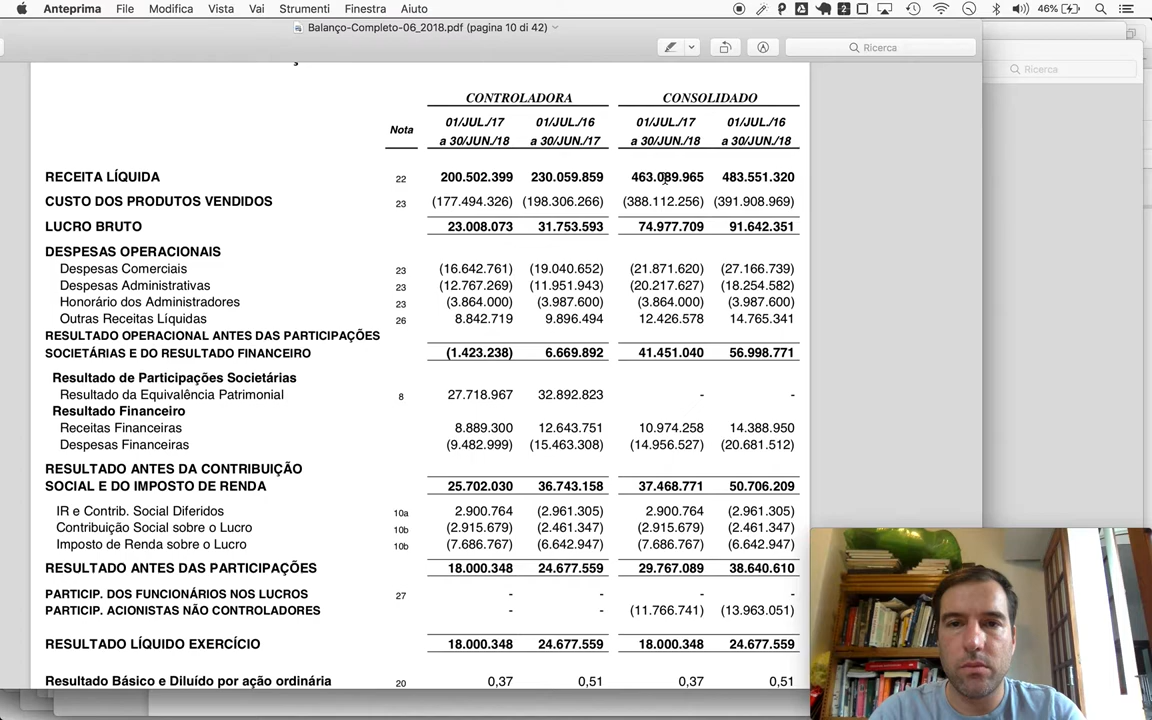 Anteprima File Modifica Vista Vai Strumenti Finestra Aiuto 2 46%
Balanço-Completo-06_2018.pdf (pagina 10 di 42)
Ricerca
Ricerca
CONTROLADORA CONSOLIDADO
01/JUL./17 01/JUL./16 01/JUL./17 01/JUL./16
Nota a 30/JUN./18 a 30/JUN./17 a 30/JUN./18 a 30/JUN./18
RECEITA LÍQUIDA 22 200.502.399 230.059.859 463.089.965 483.551.320
CUSTO DOS PRODUTOS VENDIDOS 23 (177.494.326) (198.306.266) (388.112.256) (391.908.969)
LUCRO BRUTO 23.008.073 31.753.593 74.977.709 91.642.351
DESPESAS OPERACIONAIS
Despesas Comerciais 23 (16.642.761) (19.040.652) (21.871.620) (27.166.739)
Despesas Administrativas 23 (12.767.269) (11.951.943) (20.217.627) (18.254.582)
Honorário dos Administradores 23 (3.864.000) (3.987.600) (3.864.000) (3.987.600)
Outras Receitas Líquidas 26 8.842.719 9.896.494 12.426.578 14.765.341
RESULTADO OPERACIONAL ANTES DAS PARTICIPAÇÕES
SOCIETÁRIAS E DO RESULTADO FINANCEIRO (1.423.238) 6.669.892 41.451.040 56.998.771
Resultado de Participações Societárias
Resultado da Equivalência Patrimonial 8 27.718.967 32.892.823 - -
Resultado Financeiro
Receitas Financeiras 8.889.300 12.643.751 10.974.258 14.388.950
Despesas Financeiras (9.482.999) (15.463.308) (14.956.527) (20.681.512)
RESULTADO ANTES DA CONTRIBUIÇÃO
SOCIAL E DO IMPOSTO DE RENDA 25.702.030 36.743.158 37.468.771 50.706.209
IR e Contrib. Social Diferidos 10a 2.900.764 (2.961.305) 2.900.764 (2.961.305)
Contribuição Social sobre o Lucro 10b (2.915.679) (2.461.347) (2.915.679) (2.461.347)
Imposto de Renda sobre o Lucro 10b (7.686.767) (6.642.947) (7.686.767) (6.642.947)
RESULTADO ANTES DAS PARTICIPAÇÕES 18.000.348 24.677.559 29.767.089 38.640.610
PARTICIP. DOS FUNCIONÁRIOS NOS LUCROS 27 - - - -
PARTICIP. ACIONISTAS NÃO CONTROLADORES - - (11.766.741) (13.963.051)
RESULTADO LÍQUIDO EXERCÍCIO 18.000.348 24.677.559 18.000.348 24.677.559
Resultado Básico e Diluído por ação ordinária 20 0,37 0,51 0,37 0,51